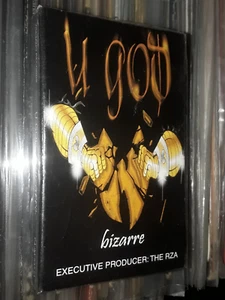 u god
bizarre
EXECUTIVE PRODUCER: THE RZA